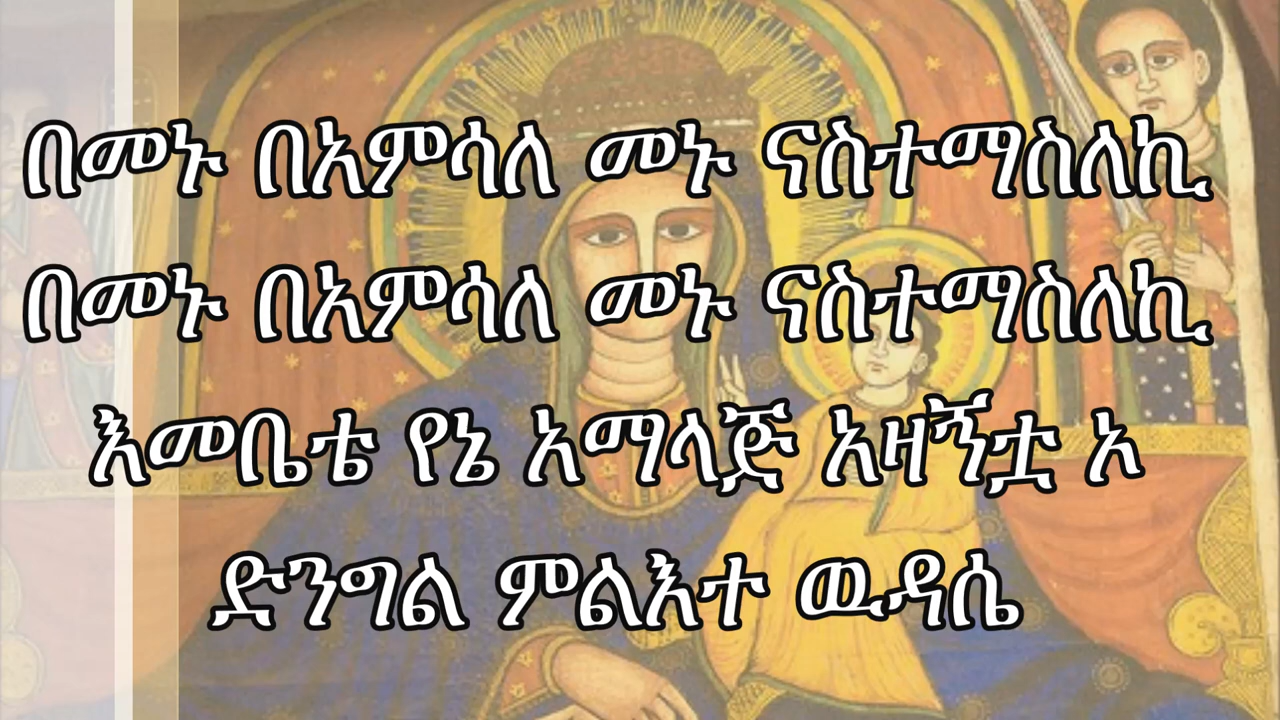 በመኑ በአምሳለ መኑ ናስተማስለኪ
በመኑ በአምሳለ መኑ ናስተማስለኪ
እመቤቴ የኔ አማላጅ አዛኝቷ ኦ
ድንግል ምልእተ ዉዳሴ